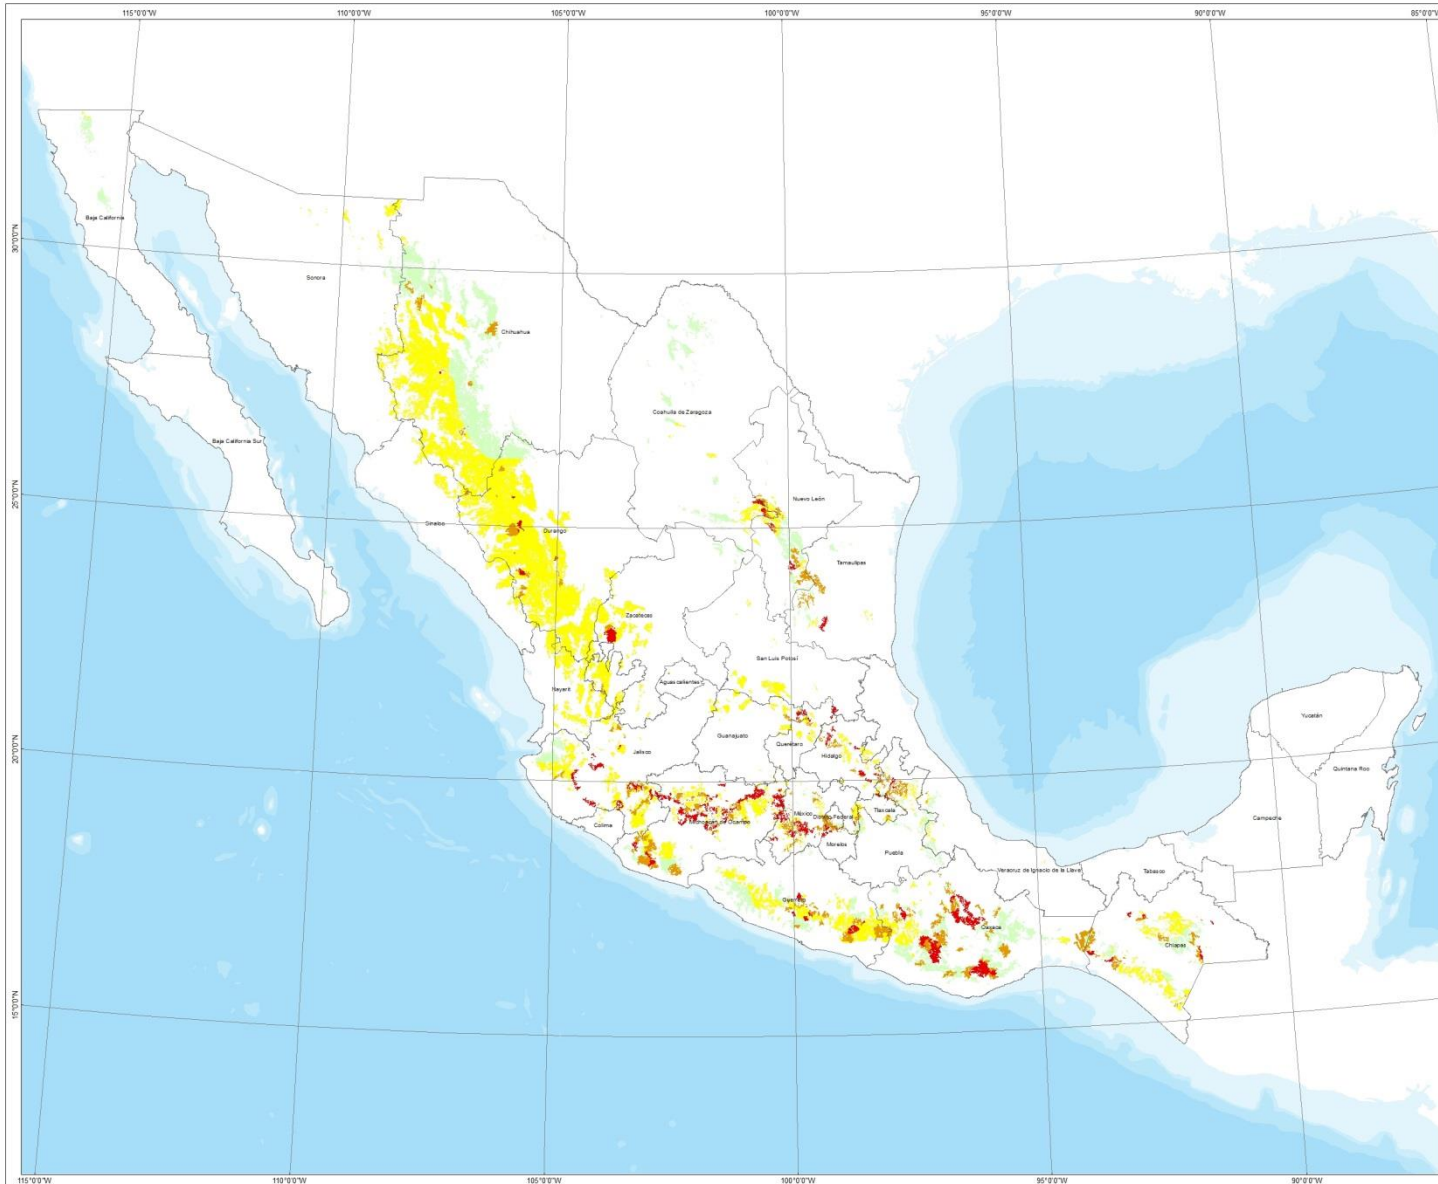 115°0'0"W
110°0'0"W
105°0'0"W
100°0'0"W
95°0'0"W
90°0'0"W
85°0'0"W
30°0'0"N
25°0'0"N
20°0'0"N
15°0'0"N
Baja California
Sonora
Chihuahua
Coahuila de Zaragoza
Baja California Sur
Nuevo León
Sinaloa
Durango
Tamaulipas
Zacatecas
San Luis Potosí
Aguascalientes
Nayarit
Yucatán
Guanajuato
Jalisco
Querétaro
Hidalgo
Quintana Roo
Tlaxcala
México
Distrito Federal
Colima
Michoacán de Ocampo
Campeche
Morelos
Puebla
Veracruz de Ignacio de la Llave
Tabasco
Guerrero
Oaxaca
Chiapas
115°0'0"W
110°0'0"W
105°0'0"W
100°0'0"W
95°0'0"W
90°0'0"W